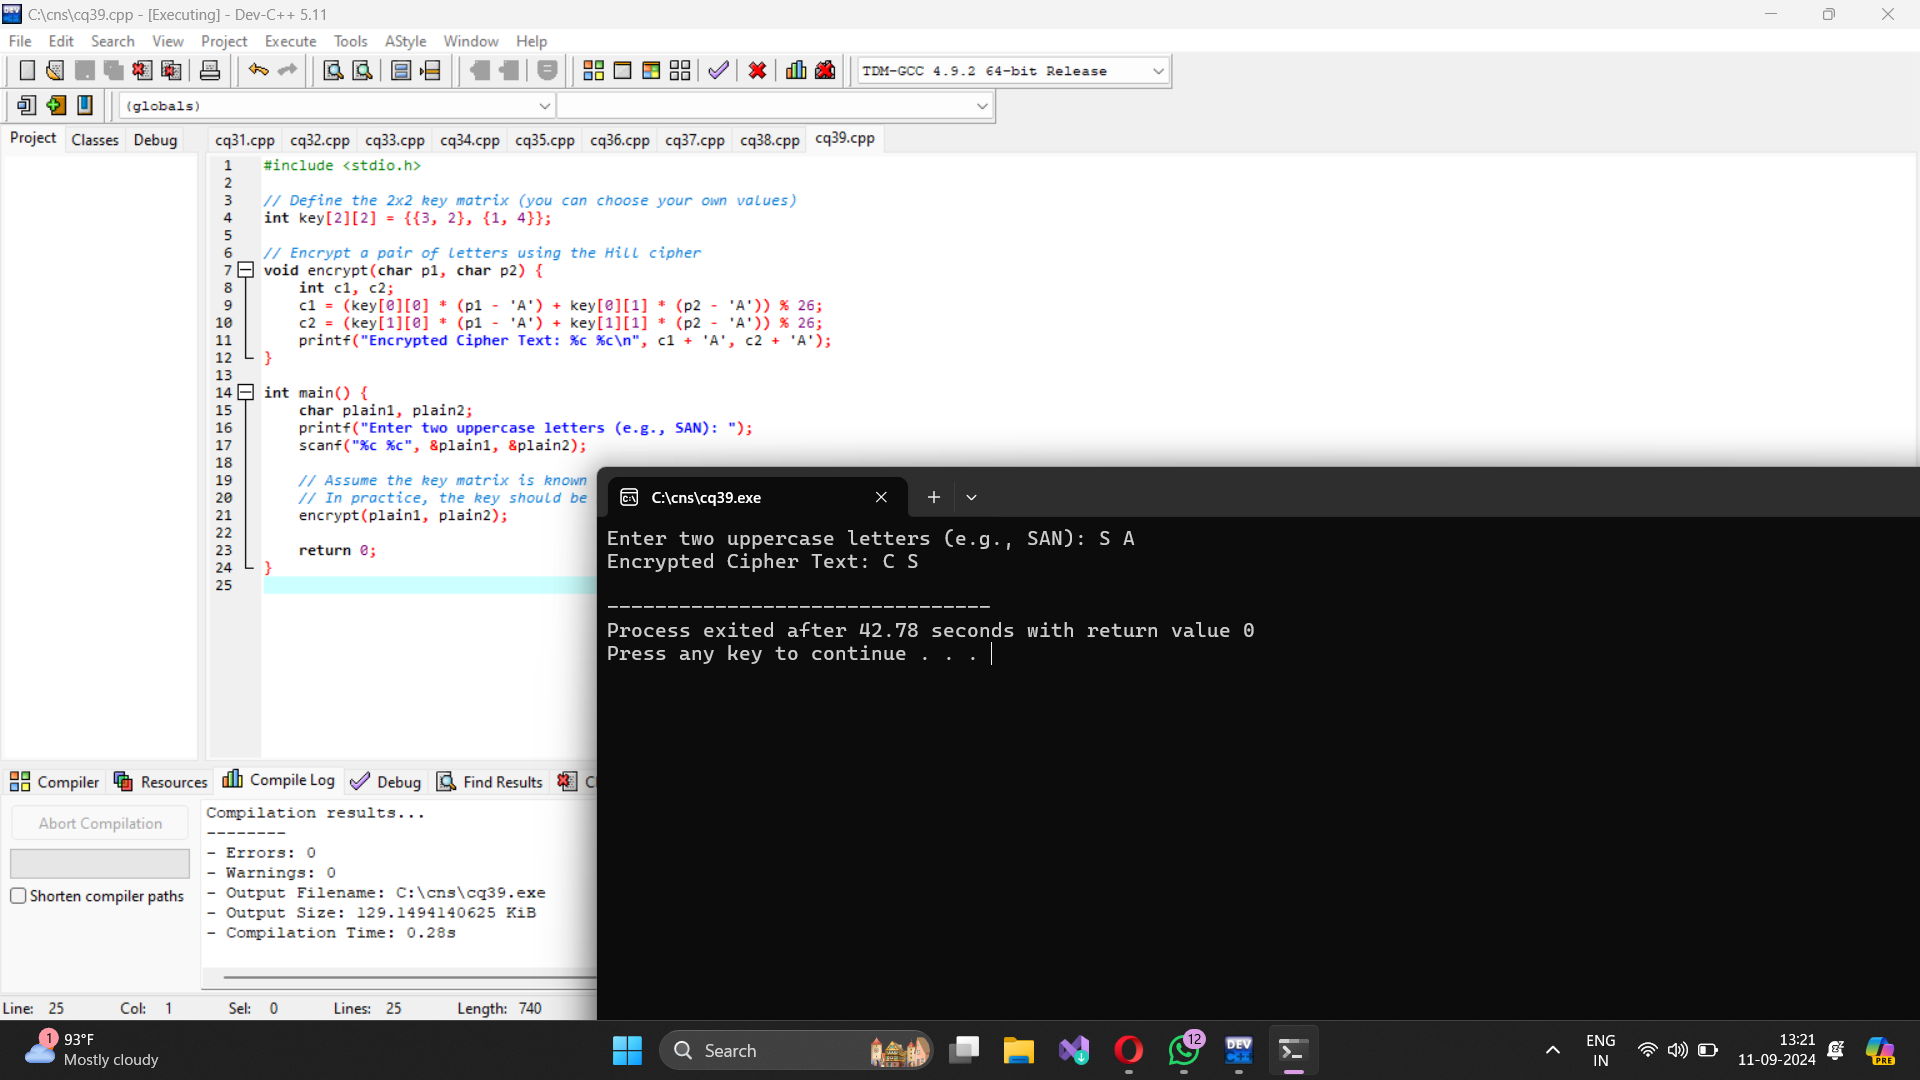 C:\cns\cq39.cpp - [Executing] - Dev-C++ 5.11
File Edit Search View Project Execute Tools AStyle Window Help
TDM-GCC 4.9.2 64-bit Release
(globals)
Project Classes Debug
cq31.cpp cq32.cpp cq33.cpp cq34.cpp cq35.cpp cq36.cpp cq37.cpp cq38.cpp cq39.cpp
1 #include <stdio.h>
2
3 // Define the 2x2 key matrix (you can choose your own values)
4 int key[2][2] = {{3, 2}, {1, 4}};
5
6 // Encrypt a pair of letters using the Hill cipher
7 void encrypt(char p1, char p2) {
8     int c1, c2;
9     c1 = (key[0][0] * (p1 - 'A') + key[0][1] * (p2 - 'A')) % 26;
10     c2 = (key[1][0] * (p1 - 'A') + key[1][1] * (p2 - 'A')) % 26;
11     printf("Encrypted Cipher Text: %c %c\n", c1 + 'A', c2 + 'A');
12 }
13
14 int main() {
15     char plain1, plain2;
16     printf("Enter two uppercase letters (e.g., SAN): ");
17     scanf("%c %c", &plain1, &plain2);
18
19     // Assume the key matrix is known
20     // In practice, the key should be
21     encrypt(plain1, plain2);
22
23     return 0;
24 }
25
C:\cns\cq39.exe
Enter two uppercase letters (e.g., SAN): S A
Encrypted Cipher Text: C S
--------------------------------
Process exited after 42.78 seconds with return value 0
Press any key to continue . . .
Compiler Resources Compile Log Debug Find Results
Abort Compilation
Shorten compiler paths
Compilation results...
--------
- Errors: 0
- Warnings: 0
- Output Filename: C:\cns\cq39.exe
- Output Size: 129.1494140625 KiB
- Compilation Time: 0.28s
Line: 25 Col: 1 Sel: 0 Lines: 25 Length: 740
1
93°F
Mostly cloudy
Search
12
DEV
ENG
IN
13:21
11-09-2024
PRE